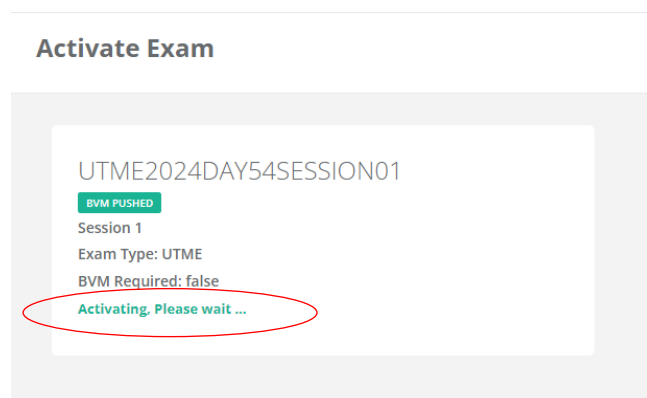 Activate Exam
UTME2024DAY54SESSION01
BVM PUSHED
Session 1
Exam Type: UTME
BVM Required: false
Activating, Please wait ...